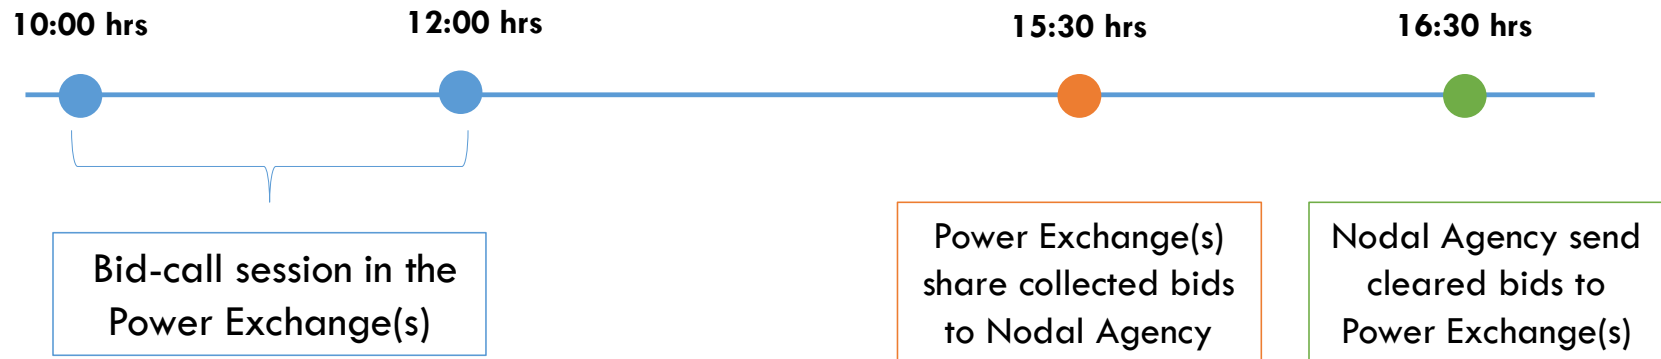 10:00 hrs
12:00 hrs
15:30 hrs
16:30 hrs
Bid-call session in the
Power Exchange(s)
Power Exchange(s)
share collected bids
to Nodal Agency
Nodal Agency send
cleared bids to
Power Exchange(s)